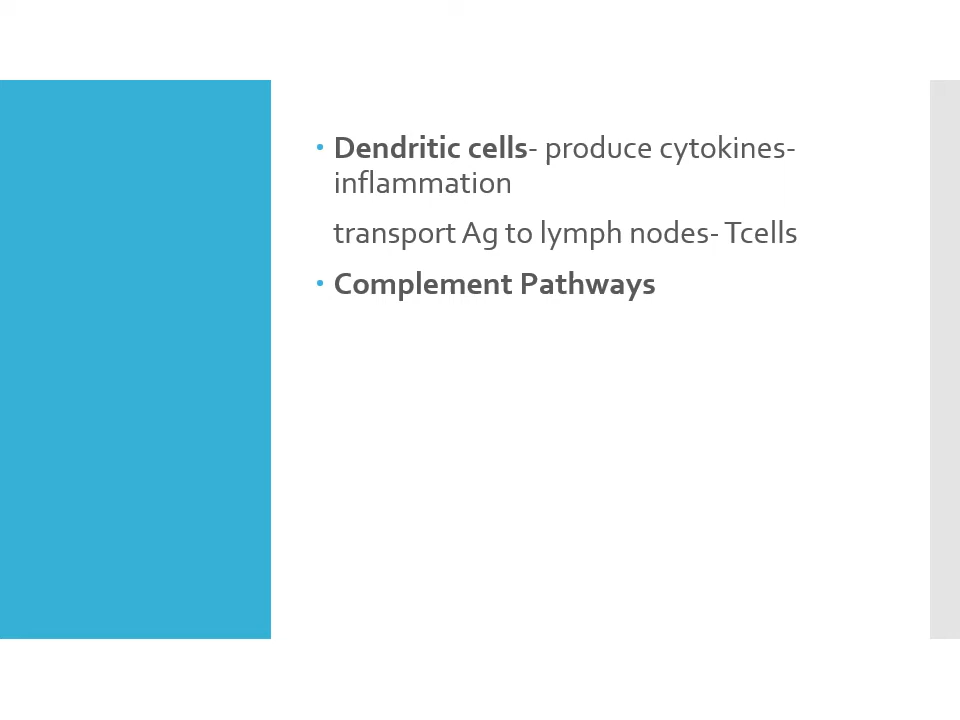 • Dendritic cells- produce cytokines-
inflammation
transport Ag to lymph nodes- Tcells
• Complement Pathways